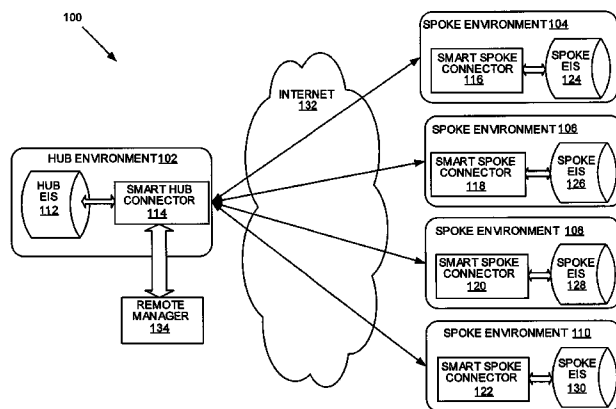 100
HUB ENVIRONMENT 102
HUB
EIS
112
SMART HUB
CONNECTOR
114
REMOTE
MANAGER
134
INTERNET
132
SPOKE ENVIRONMENT 104
SMART SPOKE
CONNECTOR
116
SPOKE
EIS
124
SPOKE ENVIRONMENT 106
SMART SPOKE
CONNECTOR
118
SPOKE
EIS
126
SPOKE ENVIRONMENT 108
SMART SPOKE
CONNECTOR
120
SPOKE
EIS
128
SPOKE ENVIRONMENT 110
SMART SPOKE
CONNECTOR
122
SPOKE
EIS
130